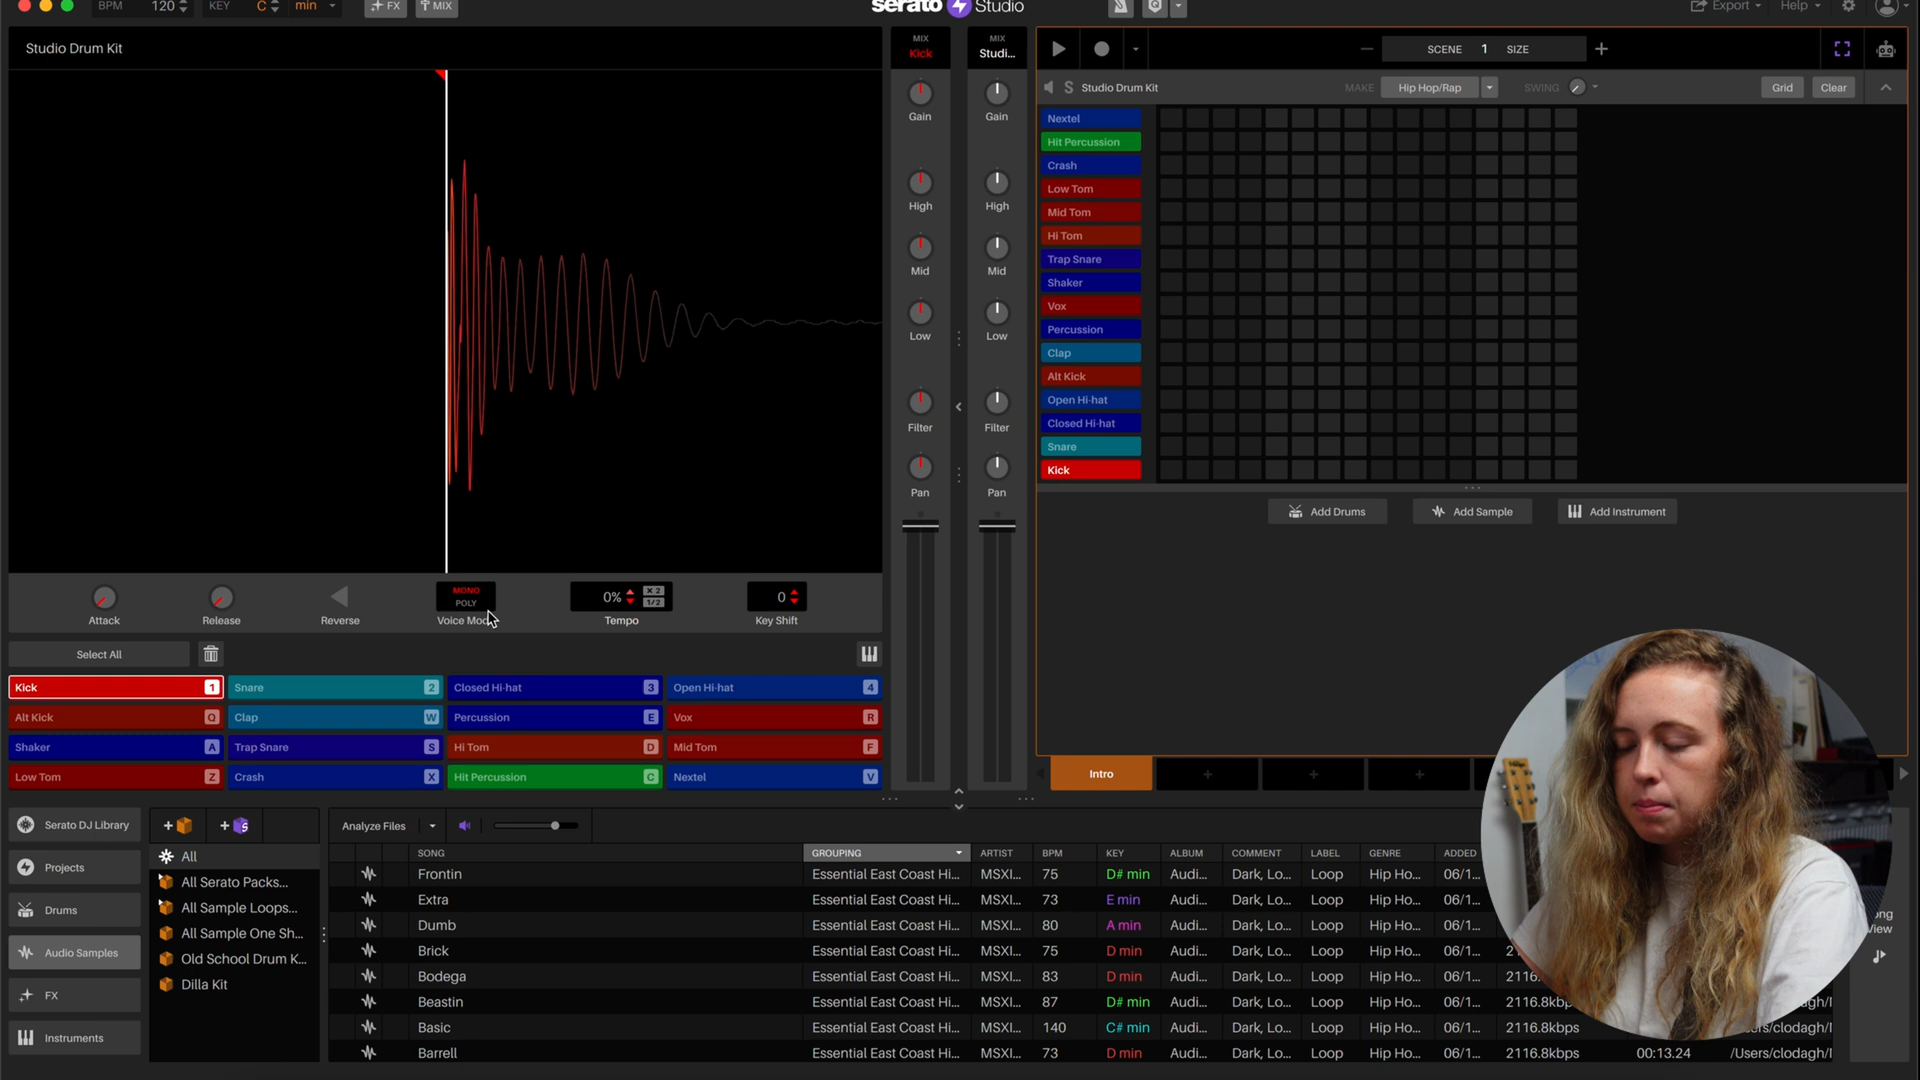 BPM 120 KEY C min FX MIX serato Studio Export Help
Studio Drum Kit
MIX
Kick
MIX
Studi...
SCENE 1 SIZE
Studio Drum Kit MAKE Hip Hop/Rap SWING Grid Clear
Gain
Gain
High
High
Mid
Mid
Low
Low
Filter
Filter
Pan
Pan
Nextel
Hit Percussion
Crash
Low Tom
Mid Tom
Hi Tom
Trap Snare
Shaker
Vox
Percussion
Clap
Alt Kick
Open Hi-hat
Closed Hi-hat
Snare
Kick
Add Drums Add Sample Add Instrument
MONO
POLY
0% X 2
1/2
0
Attack Release Reverse Voice Mo Tempo Key Shift
Select All
Kick 1 Snare 2 Closed Hi-hat 3 Open Hi-hat 4
Alt Kick Q Clap W Percussion E Vox R
Shaker A Trap Snare S Hi Tom D Mid Tom F
Low Tom Z Crash X Hit Percussion C Nextel V
Intro + + +
Serato DJ Library
Projects
Drums
Audio Samples
FX
Instruments
+ + S
All
All Serato Packs...
All Sample Loops...
All Sample One Sh...
Old School Drum K...
Dilla Kit
Analyze Files
SONG GROUPING ARTIST BPM KEY ALBUM COMMENT LABEL GENRE ADDED
Frontin Essential East Coast Hi... MSXI... 75 D# min Audi... Dark, Lo... Loop Hip Ho... 06/1...
Extra Essential East Coast Hi... MSXI... 73 E min Audi... Dark, Lo... Loop Hip Ho... 06/1...
Dumb Essential East Coast Hi... MSXI... 80 A min Audi... Dark, Lo... Loop Hip Ho... 06/1...
Brick Essential East Coast Hi... MSXI... 75 D min Audi... Dark, Lo... Loop Hip Ho... 06/1...
Bodega Essential East Coast Hi... MSXI... 83 D min Audi... Dark, Lo... Loop Hip Ho... 06/1... 2116.
Beastin Essential East Coast Hi... MSXI... 87 D# min Audi... Dark, Lo... Loop Hip Ho... 06/1... 2116.8kbps
Basic Essential East Coast Hi... MSXI... 140 C# min Audi... Dark, Lo... Loop Hip Ho... 06/1... 2116.8kbps
Barrell Essential East Coast Hi... MSXI... 73 D min Audi... Dark, Lo... Loop Hip Ho... 06/1... 2116.8kbps 00:13.24 /Users/clodagh/
View